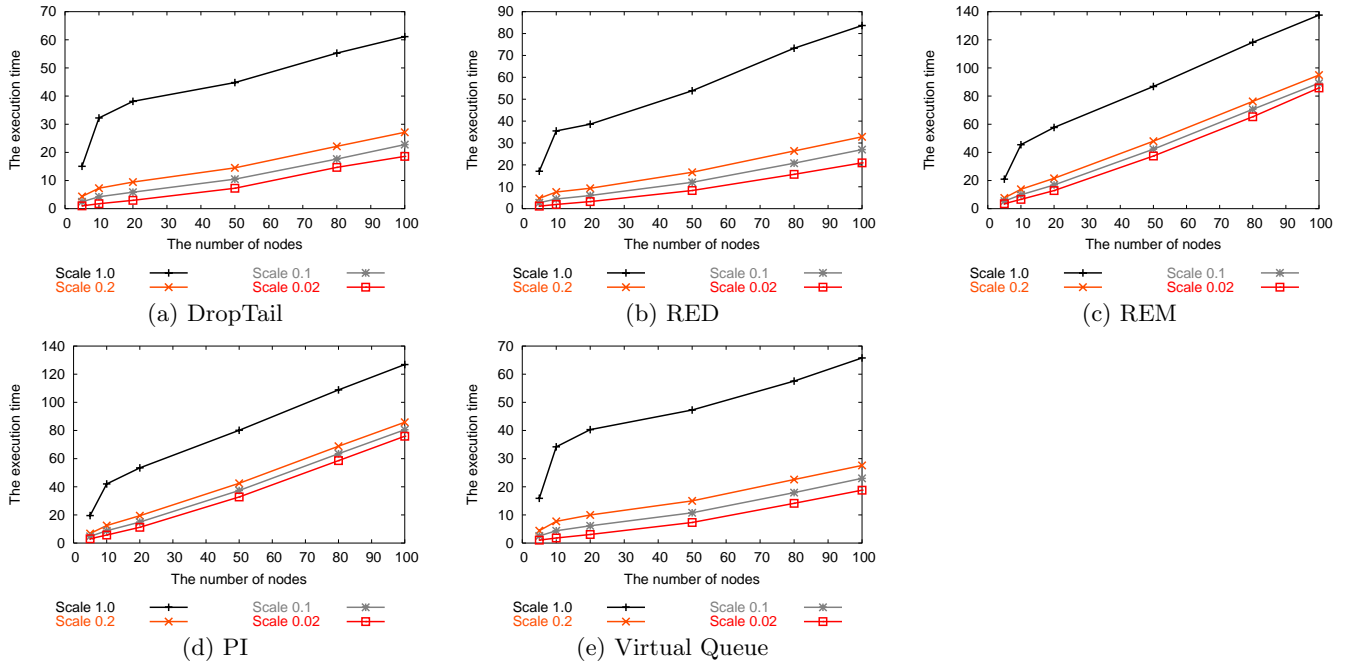 The execution time
70
60
50
40
30
20
10
0
0 10 20 30 40 50 60 70 80 90 100
The number of nodes
Scale 1.0
Scale 0.2
Scale 0.1
Scale 0.02
(a) DropTail
The execution time
90
80
70
60
50
40
30
20
10
0
0 10 20 30 40 50 60 70 80 90 100
The number of nodes
Scale 1.0
Scale 0.2
Scale 0.1
Scale 0.02
(b) RED
The execution time
140
120
100
80
60
40
20
0
0 10 20 30 40 50 60 70 80 90 100
The number of nodes
Scale 1.0
Scale 0.2
Scale 0.1
Scale 0.02
(c) REM
The execution time
140
120
100
80
60
40
20
0
0 10 20 30 40 50 60 70 80 90 100
The number of nodes
Scale 1.0
Scale 0.2
Scale 0.1
Scale 0.02
(d) PI
The execution time
70
60
50
40
30
20
10
0
0 10 20 30 40 50 60 70 80 90 100
The number of nodes
Scale 1.0
Scale 0.2
Scale 0.1
Scale 0.02
(e) Virtual Queue